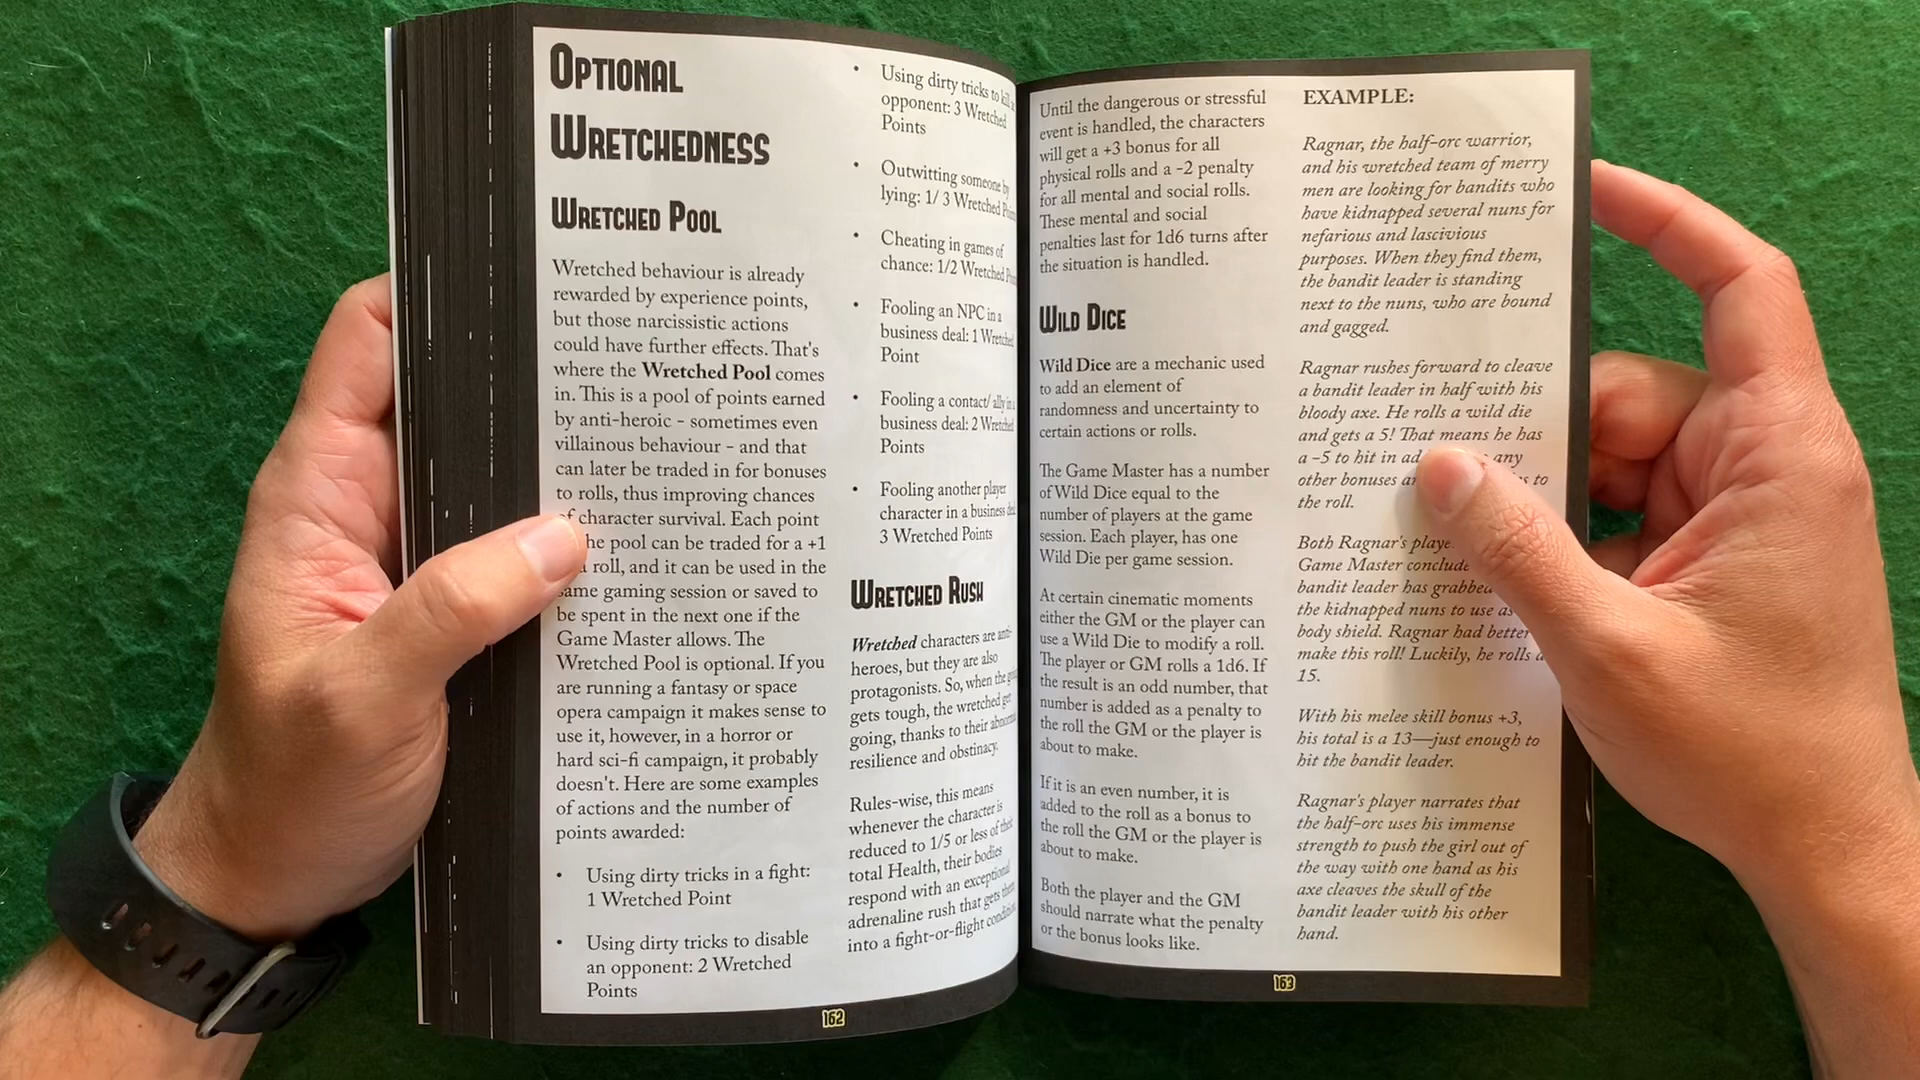 OPTIONAL
WRETCHEDNESS
WRETCHED POOL
Wretched behaviour is already
rewarded by experience points,
but those narcissistic actions
could have further effects. That's
where the Wretched Pool comes
in. This is a pool of points earned
by anti-heroic - sometimes even
villainous behaviour - and that
can later be traded in for bonuses
to rolls, thus improving chances
of character survival. Each point
he pool can be traded for a +1
roll, and it can be used in the
same gaming session or saved to
be spent in the next one if the
Game Master allows. The
Wretched Pool is optional. If you
are running a fantasy or space
opera campaign it makes sense to
use it, however, in a horror or
hard sci-fi campaign, it probably
doesn't. Here are some examples
of actions and the number of
points awarded:
• Using dirty tricks in a fight:
1 Wretched Point
• Using dirty tricks to disable
an opponent: 2 Wretched
Points
• Using dirty tricks to kill
opponent: 3 Wretched
Points
• Outwitting someone by
lying: 1/ 3 Wretched
• Cheating in games of
chance: 1/2 Wretched
• Fooling an NPC in a
business deal: 1 Wretched
Point
• Fooling a contact/ ally in a
business deal: 2 Wretched
Points
• Fooling another player
character in a business
3 Wretched Points
WRETCHED RUSH
Wretched characters are anti-
heroes, but they are also
protagonists. So, when the going
gets tough, the wretched get
going, thanks to their abnormal
resilience and obstinacy.
Rules-wise, this means
whenever the character is
reduced to 1/5 or less of their
total Health, their bodies
respond with an exceptional
adrenaline rush that gets them
into a fight-or-flight condition.
162
Until the dangerous or stressful
event is handled, the characters
will get a +3 bonus for all
physical rolls and a -2 penalty
for all mental and social rolls.
These mental and social
penalties last for 1d6 turns after
the situation is handled.
WILD DICE
Wild Dice are a mechanic used
to add an element of
randomness and uncertainty to
certain actions or rolls.
The Game Master has a number
of Wild Dice equal to the
number of players at the game
session. Each player, has one
Wild Die per game session.
At certain cinematic moments
either the GM or the player can
use a Wild Die to modify a roll.
The player or GM rolls a 1d6. If
the result is an odd number, that
number is added as a penalty to
the roll the GM or the player is
about to make.
If it is an even number, it is
added to the roll as a bonus to
the roll the GM or the player is
about to make.
Both the player and the GM
should narrate what the penalty
or the bonus looks like.
EXAMPLE:
Ragnar, the half-orc warrior,
and his wretched team of merry
men are looking for bandits who
have kidnapped several nuns for
nefarious and lascivious
purposes. When they find them,
the bandit leader is standing
next to the nuns, who are bound
and gagged.
Ragnar rushes forward to cleave
a bandit leader in half with his
bloody axe. He rolls a wild die
and gets a 5! That means he has
a -5 to hit in any
other bonuses to
the roll.
Both Ragnar's
Game Master conclude
bandit leader has grabbed
the kidnapped nuns to use as
body shield. Ragnar had better
make this roll! Luckily, he rolls a
15.
With his melee skill bonus +3,
his total is a 13—just enough to
hit the bandit leader.
Ragnar's player narrates that
the half-orc uses his immense
strength to push the girl out of
the way with one hand as his
axe cleaves the skull of the
bandit leader with his other
hand.
163